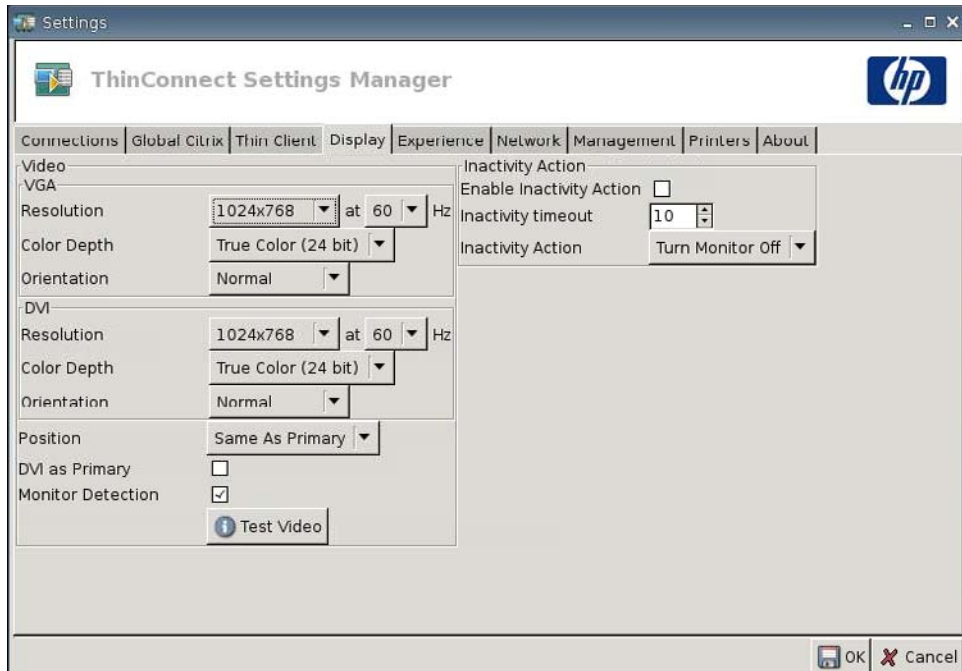 Settings
ThinConnect Settings Manager
hp
Connections Global Citrix Thin Client Display Experience Network Management Printers About
Video
VGA
Resolution 1024x768 at 60 Hz
Color Depth True Color (24 bit)
Orientation Normal
DVI
Resolution 1024x768 at 60 Hz
Color Depth True Color (24 bit)
Orientation Normal
Position Same As Primary
DVI as Primary
Monitor Detection
Test Video
Inactivity Action
Enable Inactivity Action
Inactivity timeout 10
Inactivity Action Turn Monitor Off
OK Cancel